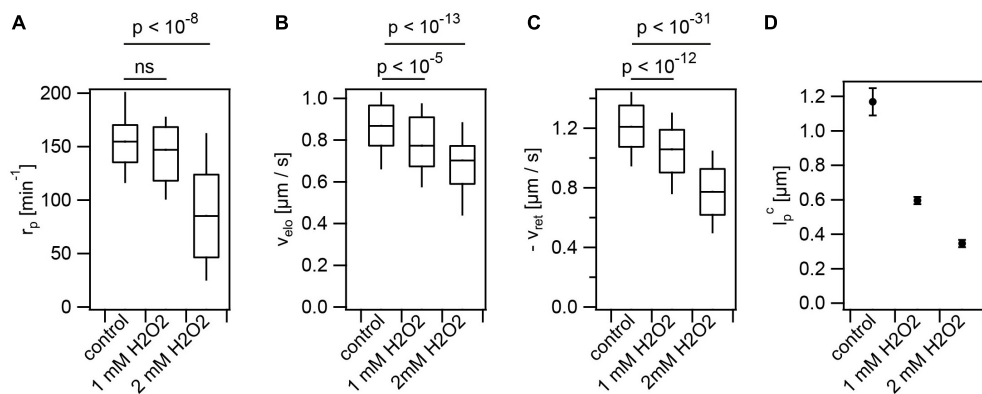 A
p < 10^-8
ns
r_p [min^-1]
200
150
100
50
0
control
1 mM H2O2
2 mM H2O2
B
p < 10^-13
p < 10^-5
v_elo [µm / s]
1.0
0.8
0.6
0.4
0.2
0.0
control
1 mM H2O2
2mM H2O2
C
p < 10^-31
p < 10^-12
- v_ret [µm / s]
1.2
0.8
0.4
0.0
control
1 mM H2O2
2mM H2O2
D
l_p^c [µm]
1.2
1.0
0.8
0.6
0.4
0.2
0.0
control
1 mM H2O2
2 mM H2O2